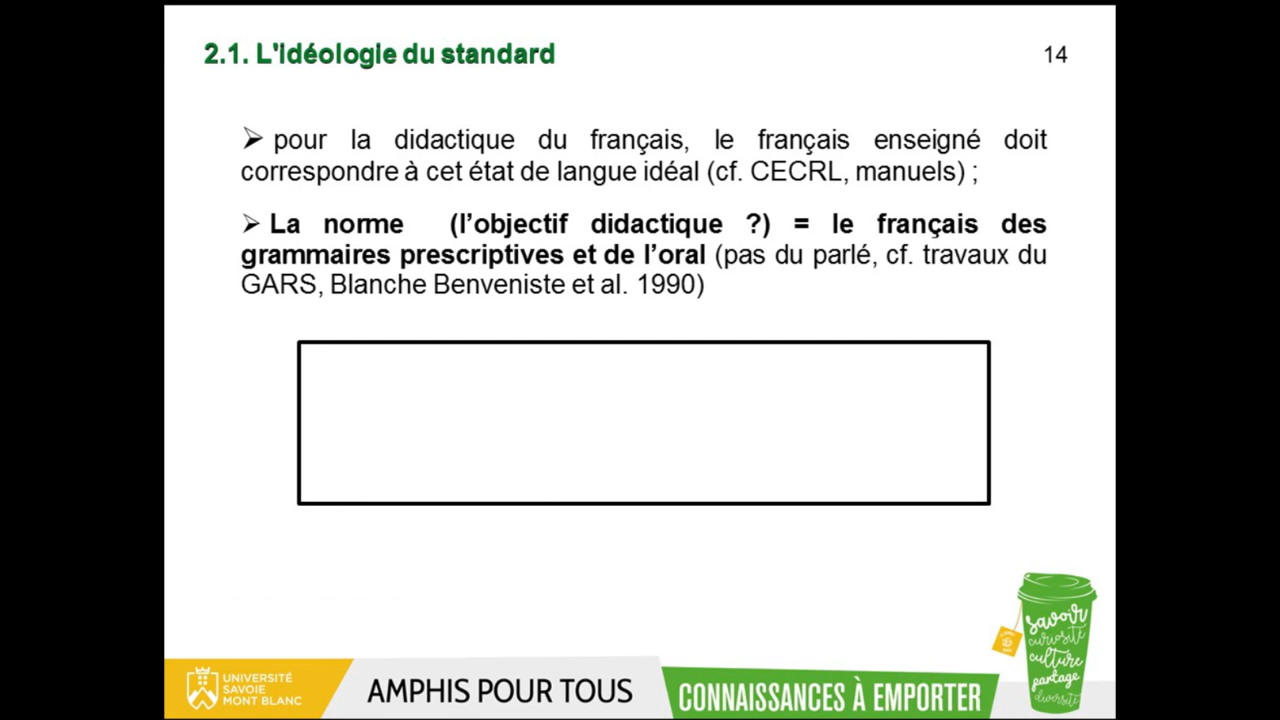 2.1. L'idéologie du standard
14
➢ pour la didactique du français, le français enseigné doit
correspondre à cet état de langue idéal (cf. CECRL, manuels) ;
➢ La norme (l’objectif didactique ?) = le français des
grammaires prescriptives et de l’oral (pas du parlé, cf. travaux du
GARS, Blanche Benveniste et al. 1990)
savoir
curiosité
culture
partage
diversité
UNIVERSITÉ
SAVOIE
MONT BLANC
AMPHIS POUR TOUS
CONNAISSANCES À EMPORTER